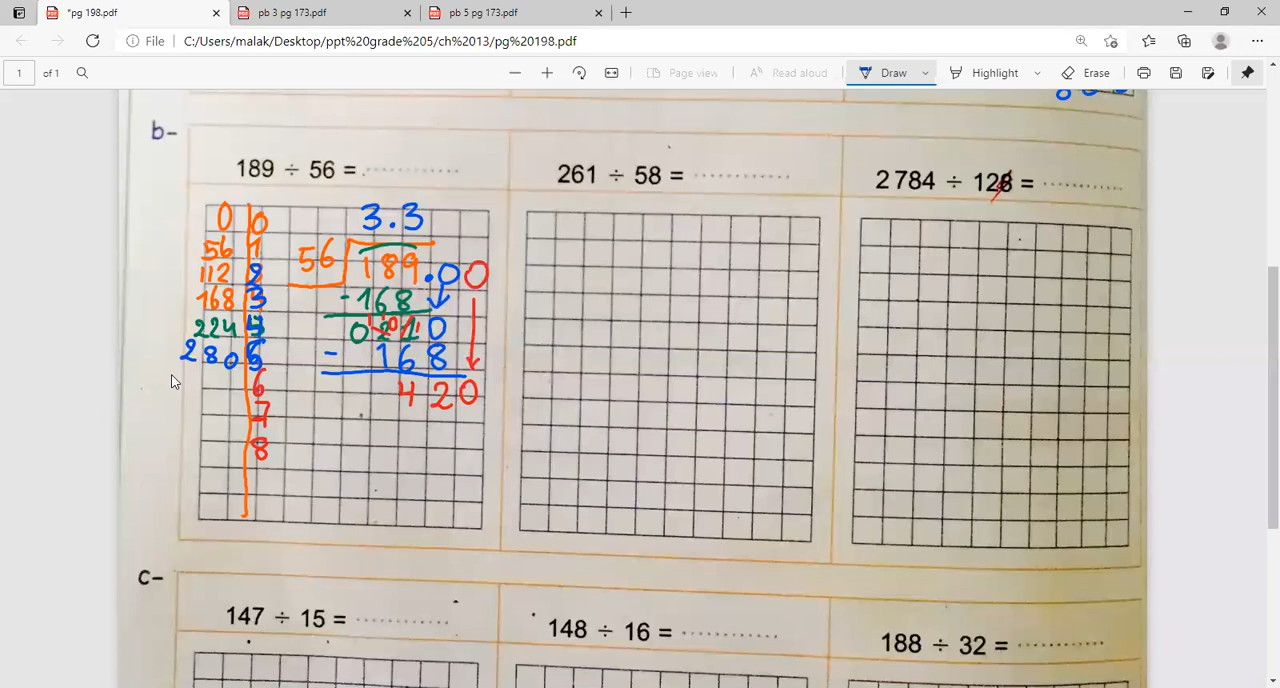 *pg 198.pdf
pb 3 pg 173.pdf
pb 5 pg 173.pdf
File
C:/Users/malak/Desktop/ppt%20grade%205/ch%2013/pg%20198.pdf
1 of 1
Page view
Read aloud
Draw
Highlight
Erase
b-
189 ÷ 56 = ............
261 ÷ 58 = ............
2 784 ÷ 128 = ............
0 0
56 1
112 2
168 3
224 4
280 5
6
7
8
3.3
56 189.00
-168
0210
- 168
420
c-
147 ÷ 15 = ............
148 ÷ 16 = ............
188 ÷ 32 = ............